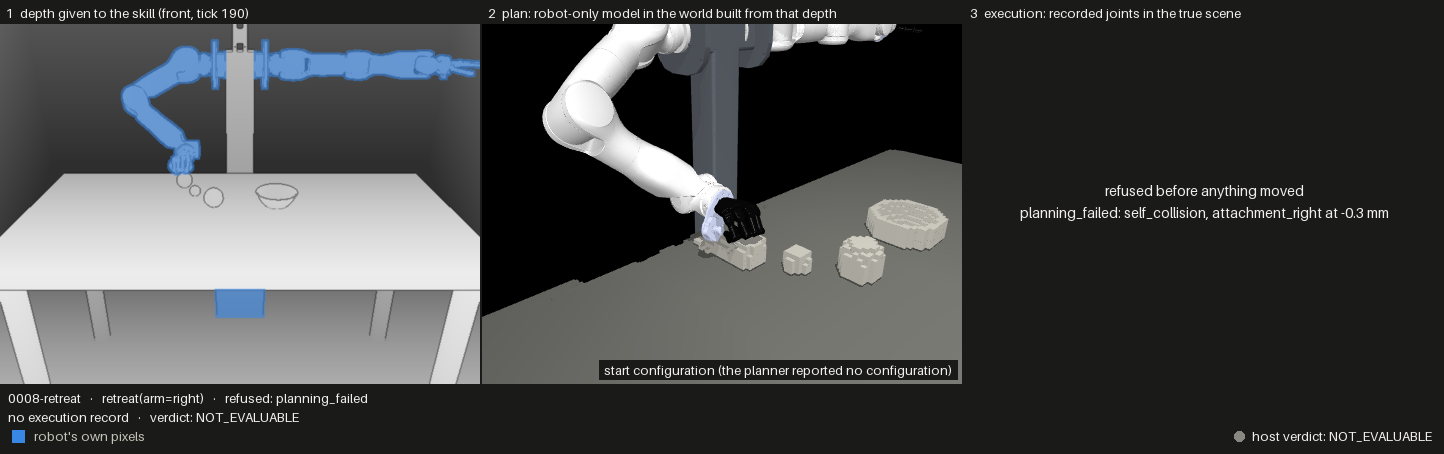 1 depth given to the skill (front, tick 190)
2 plan: robot-only model in the world built from that depth
3 execution: recorded joints in the true scene
refused before anything moved
planning_failed: self_collision, attachment_right at -0.3 mm
start configuration (the planner reported no configuration)
0008-retreat · retreat(arm=right) · refused: planning_failed
no execution record · verdict: NOT_EVALUABLE
robot's own pixels
host verdict: NOT_EVALUABLE